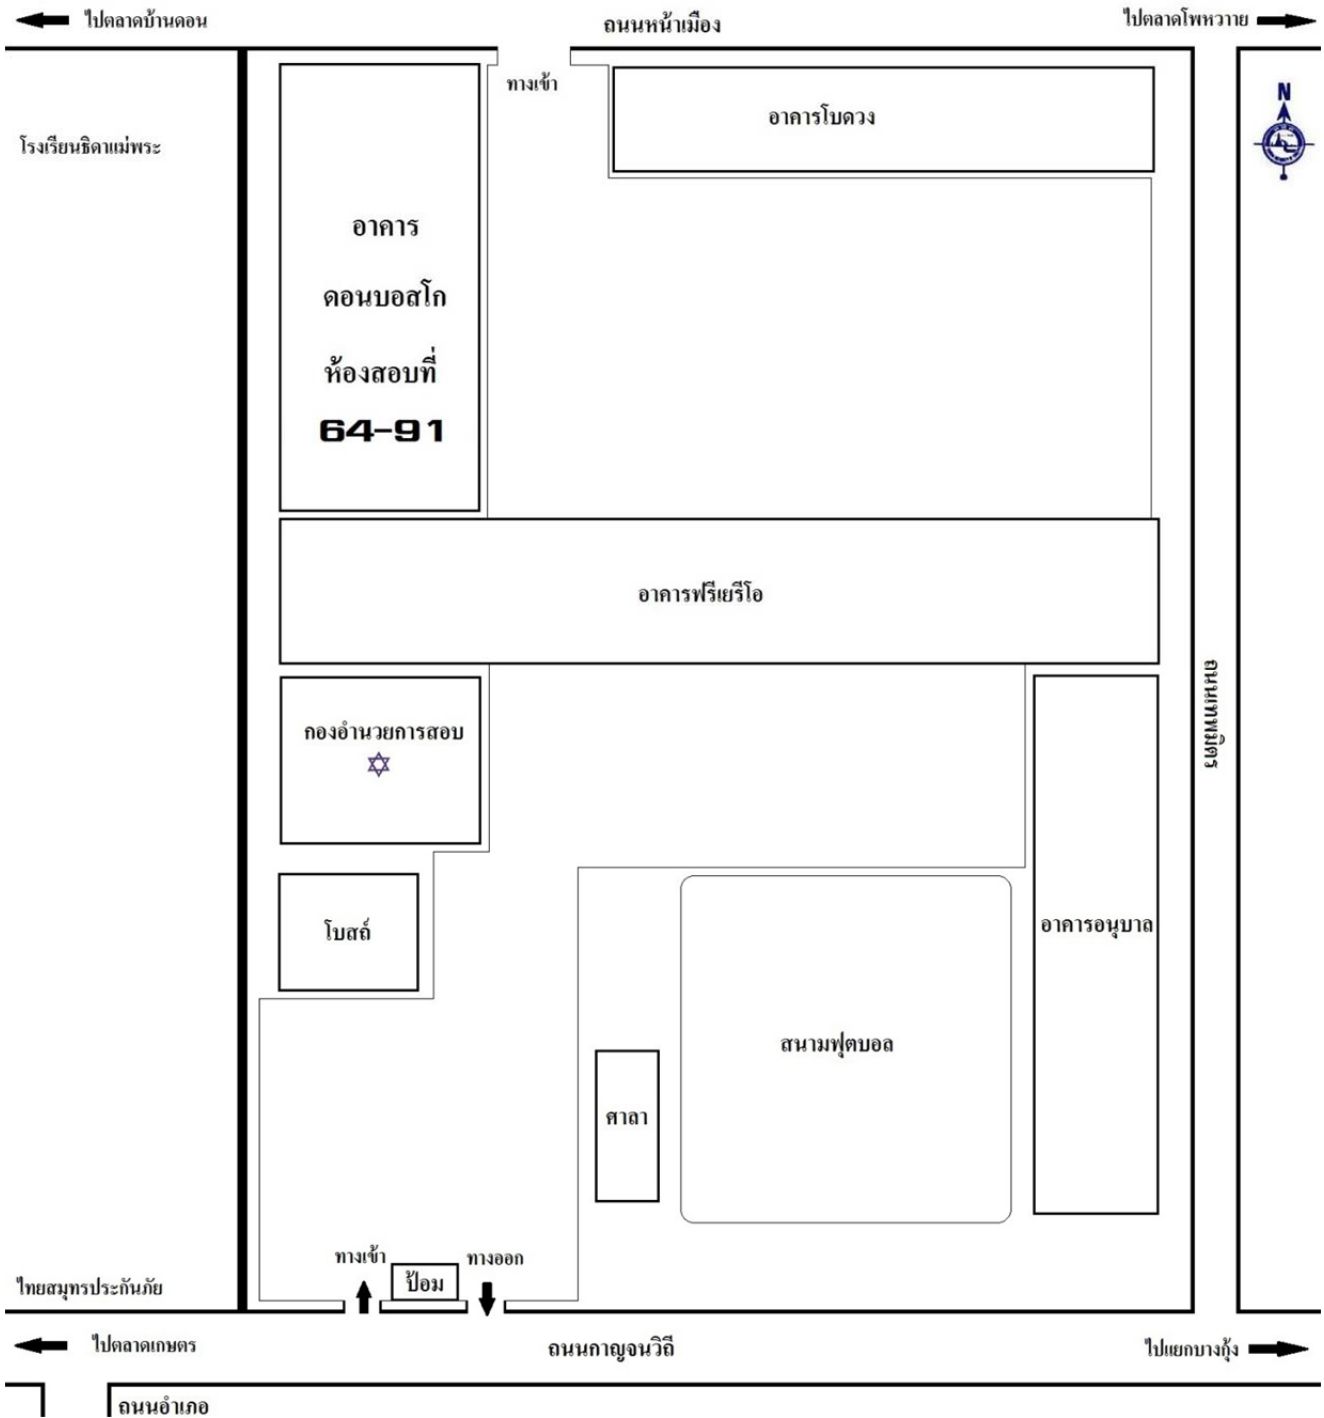 ไปตลาดบ้านดอน
ถนนหน้าเมือง
ไปตลาดโพหวาย
ทางเข้า
N
อาคารโบดวง
โรงเรียนธิดาแม่พระ
อาคาร
ดอนบอสโก
ห้องสอบที่
64-91
อาคารฟรีเยรีโอ
ถนนเทพมิตร
กองอำนวยการสอบ
โบสถ์
อาคารอนุบาล
สนามฟุตบอล
ศาลา
ทางเข้า
ป้อม
ทางออก
ไทยสมุทรประกันภัย
ไปตลาดเกษตร
ถนนกาญจนวิถี
ไปแยกบางกุ้ง
ถนนอำเภอ